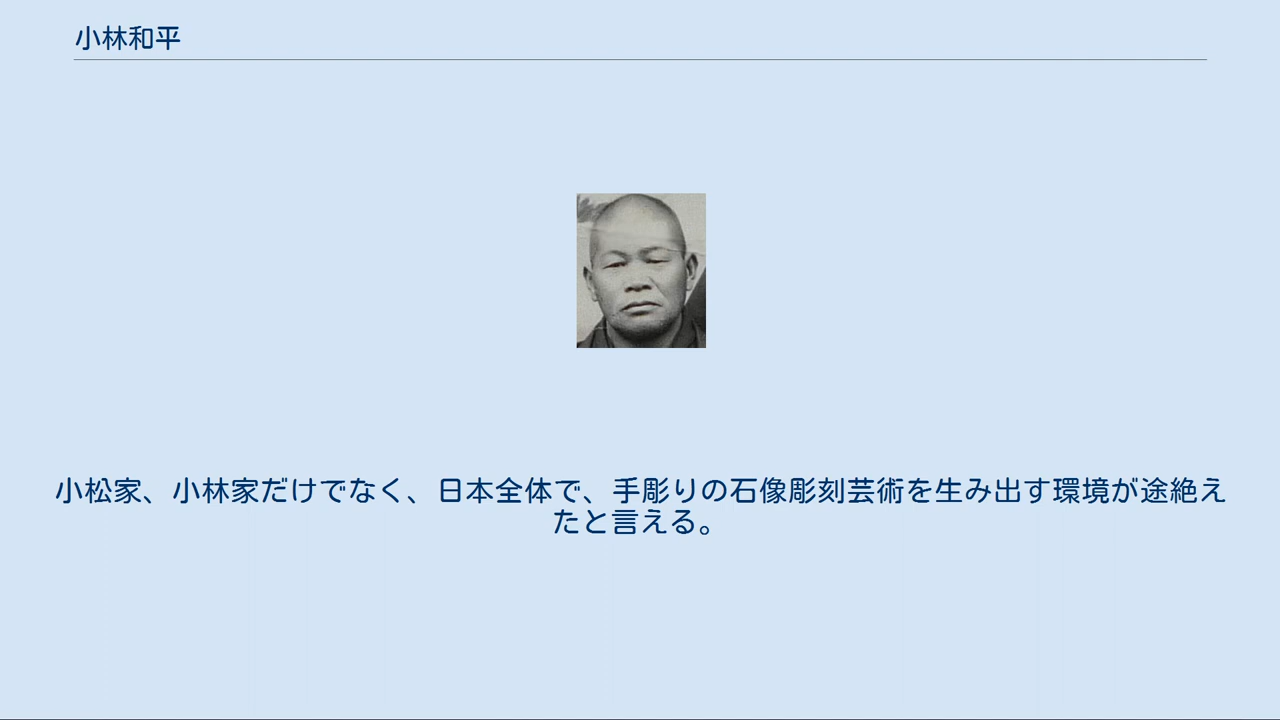 小林和平
小松家、小林家だけでなく、日本全体で、手彫りの石像彫刻芸術を生み出す環境が途絶え
たと言える。